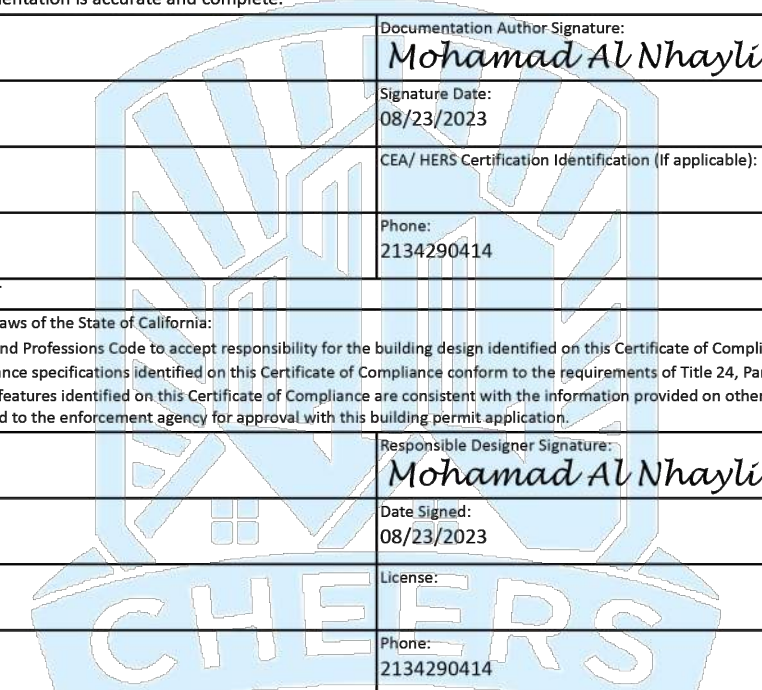 entation is accurate and complete.
Documentation Author Signature:
Mohamad Al Nhayli
Signature Date:
08/23/2023
CEA/ HERS Certification Identification (If applicable):
Phone:
2134290414
aws of the State of California:
nd Professions Code to accept responsibility for the building design identified on this Certificate of Compli
nce specifications identified on this Certificate of Compliance conform to the requirements of Title 24, Pa
features identified on this Certificate of Compliance are consistent with the information provided on other
d to the enforcement agency for approval with this building permit application.
Responsible Designer Signature:
Mohamad Al Nhayli
Date Signed:
08/23/2023
License:
Phone:
2134290414
CHEERS